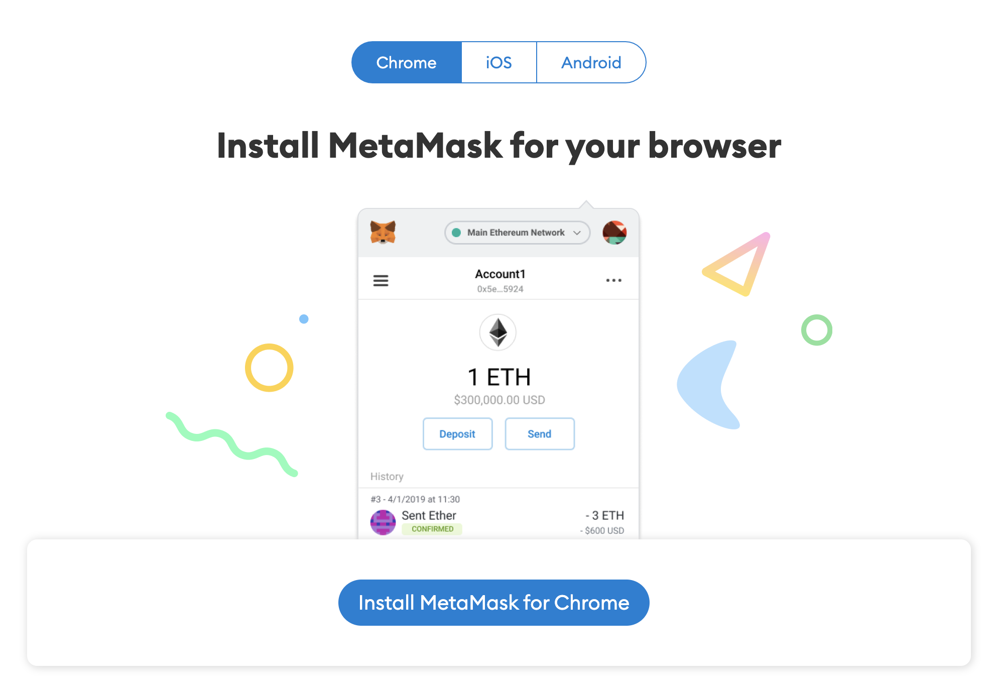 Chrome
iOS
Android
Install MetaMask for your browser
Main Ethereum Network
Account1
0x5e...5924
1 ETH
$300,000.00 USD
Deposit
Send
History
#3 - 4/1/2019 at 11:30
Sent Ether
- 3 ETH
CONFIRMED
- $600 USD
Install MetaMask for Chrome